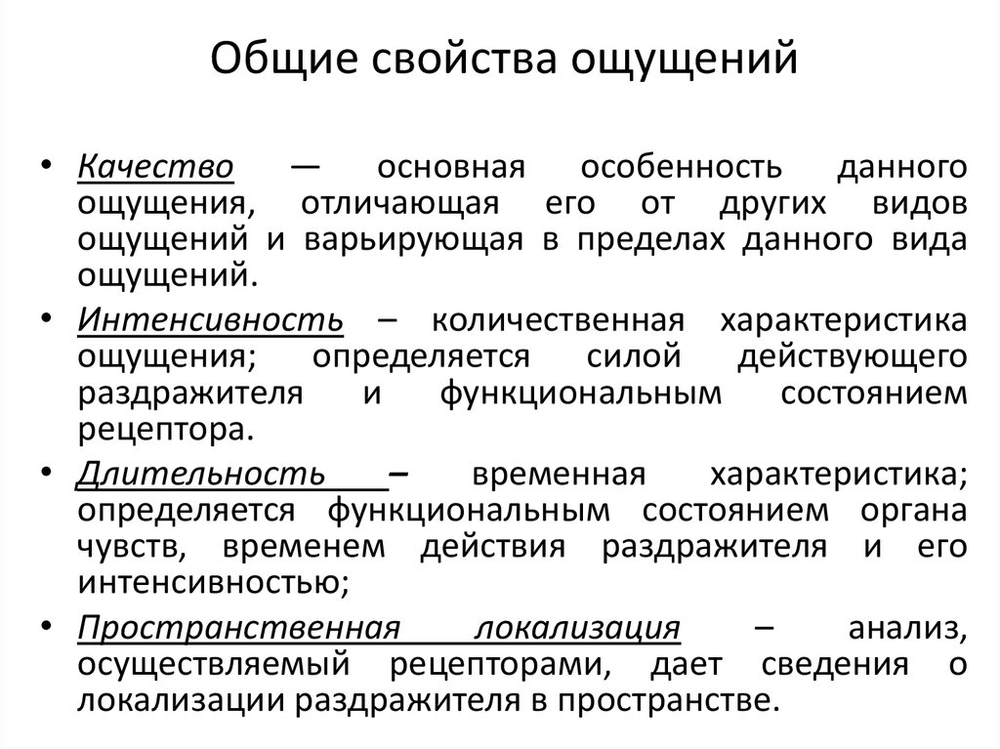 Общие свойства ощущений
• Качество — основная особенность данного
ощущения, отличающая его от других видов
ощущений и варьирующая в пределах данного вида
ощущений.
• Интенсивность – количественная характеристика
ощущения; определяется силой действующего
раздражителя и функциональным состоянием
рецептора.
• Длительность – временная характеристика;
определяется функциональным состоянием органа
чувств, временем действия раздражителя и его
интенсивностью;
• Пространственная локализация – анализ,
осуществляемый рецепторами, дает сведения о
локализации раздражителя в пространстве.